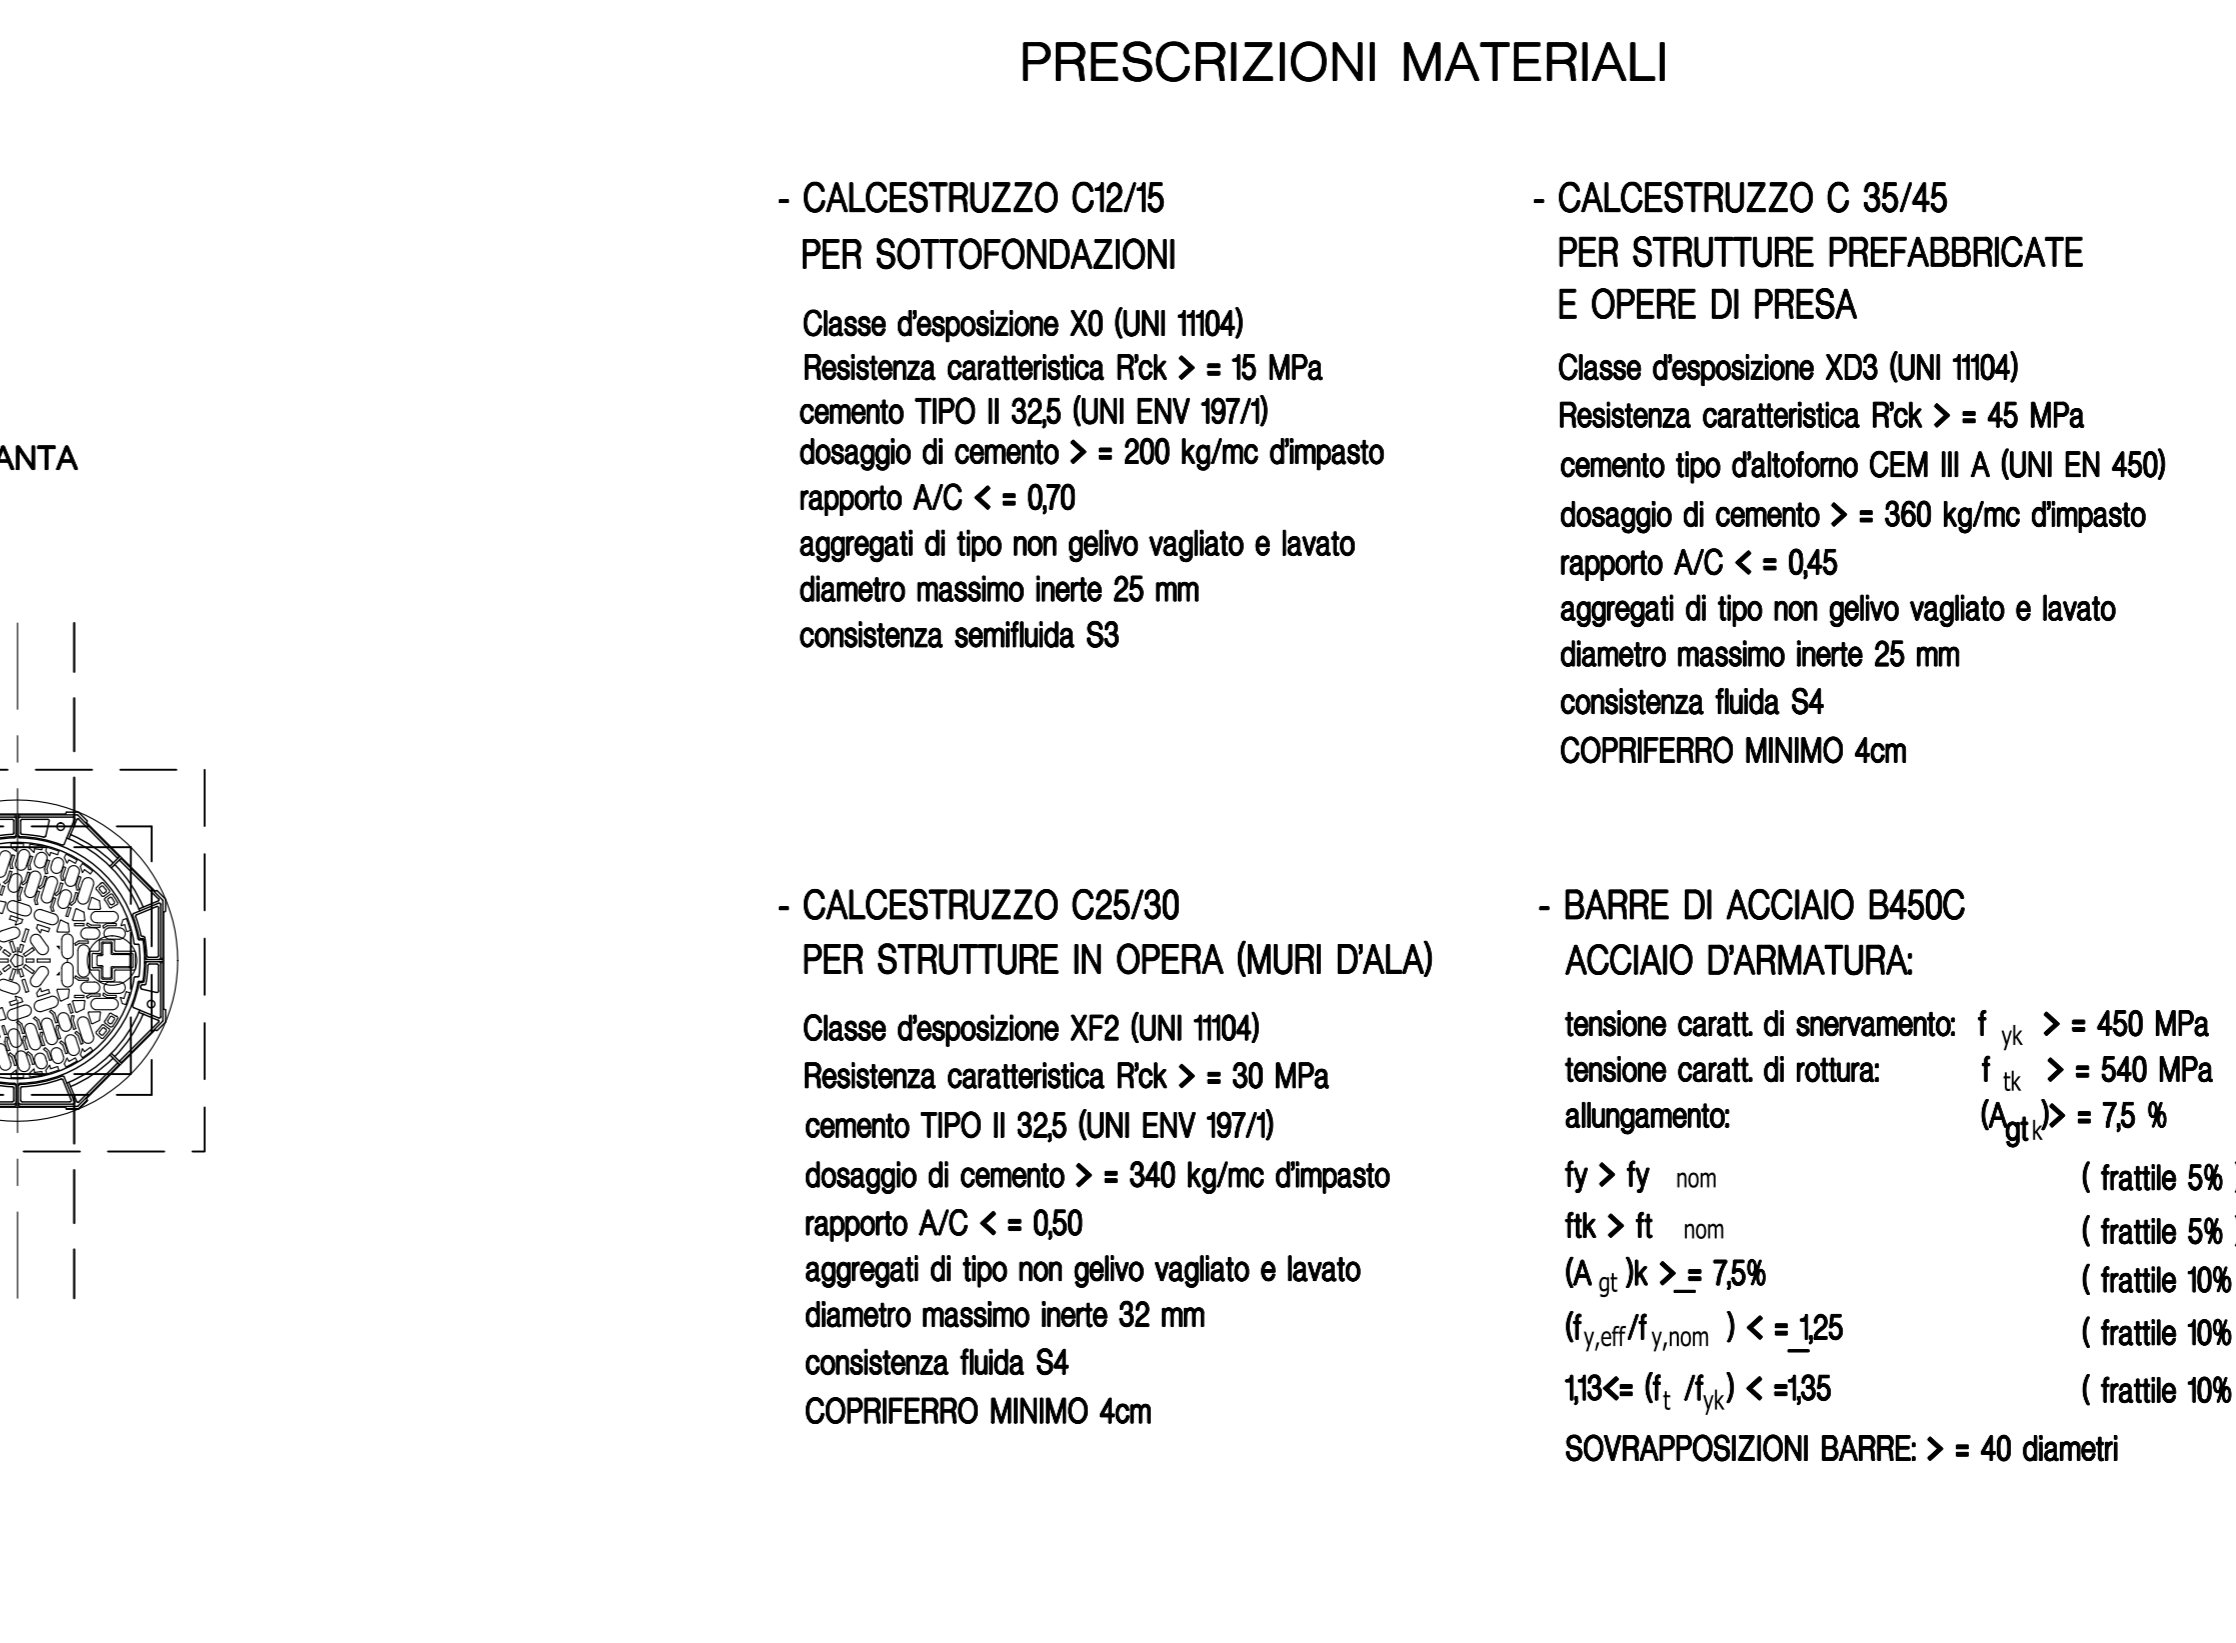 PRESCRIZIONI MATERIALI
- CALCESTRUZZO C12/15
PER SOTTOFONDAZIONI
Classe d'esposizione X0 (UNI 11104)
Resistenza caratteristica R'ck > = 15 MPa
cemento TIPO II 32,5 (UNI ENV 197/1)
dosaggio di cemento > = 200 kg/mc d'impasto
rapporto A/C < = 0,70
aggregati di tipo non gelivo vagliato e lavato
diametro massimo inerte 25 mm
consistenza semifluida S3
- CALCESTRUZZO C 35/45
PER STRUTTURE PREFABBRICATE
E OPERE DI PRESA
Classe d'esposizione XD3 (UNI 11104)
Resistenza caratteristica R'ck > = 45 MPa
cemento tipo d'altoforno CEM III A (UNI EN 450)
dosaggio di cemento > = 360 kg/mc d'impasto
rapporto A/C < = 0,45
aggregati di tipo non gelivo vagliato e lavato
diametro massimo inerte 25 mm
consistenza fluida S4
COPRIFERRO MINIMO 4cm
ANTA
- CALCESTRUZZO C25/30
PER STRUTTURE IN OPERA (MURI D'ALA)
Classe d'esposizione XF2 (UNI 11104)
Resistenza caratteristica R'ck > = 30 MPa
cemento TIPO II 32,5 (UNI ENV 197/1)
dosaggio di cemento > = 340 kg/mc d'impasto
rapporto A/C < = 0,50
aggregati di tipo non gelivo vagliato e lavato
diametro massimo inerte 32 mm
consistenza fluida S4
COPRIFERRO MINIMO 4cm
- BARRE DI ACCIAIO B450C
ACCIAIO D'ARMATURA:
tensione caratt. di snervamento: f yk > = 450 MPa
tensione caratt. di rottura: f tk > = 540 MPa
allungamento: (Agt k)> = 7,5 %
fy > fy nom ( frattile 5% )
ftk > ft nom ( frattile 5% )
(A gt )k > = 7,5% ( frattile 10%
(f y,eff/f y,nom ) < = 1,25 ( frattile 10%
1,13<= (f t /f yk) < =1,35 ( frattile 10%
SOVRAPPOSIZIONI BARRE: > = 40 diametri